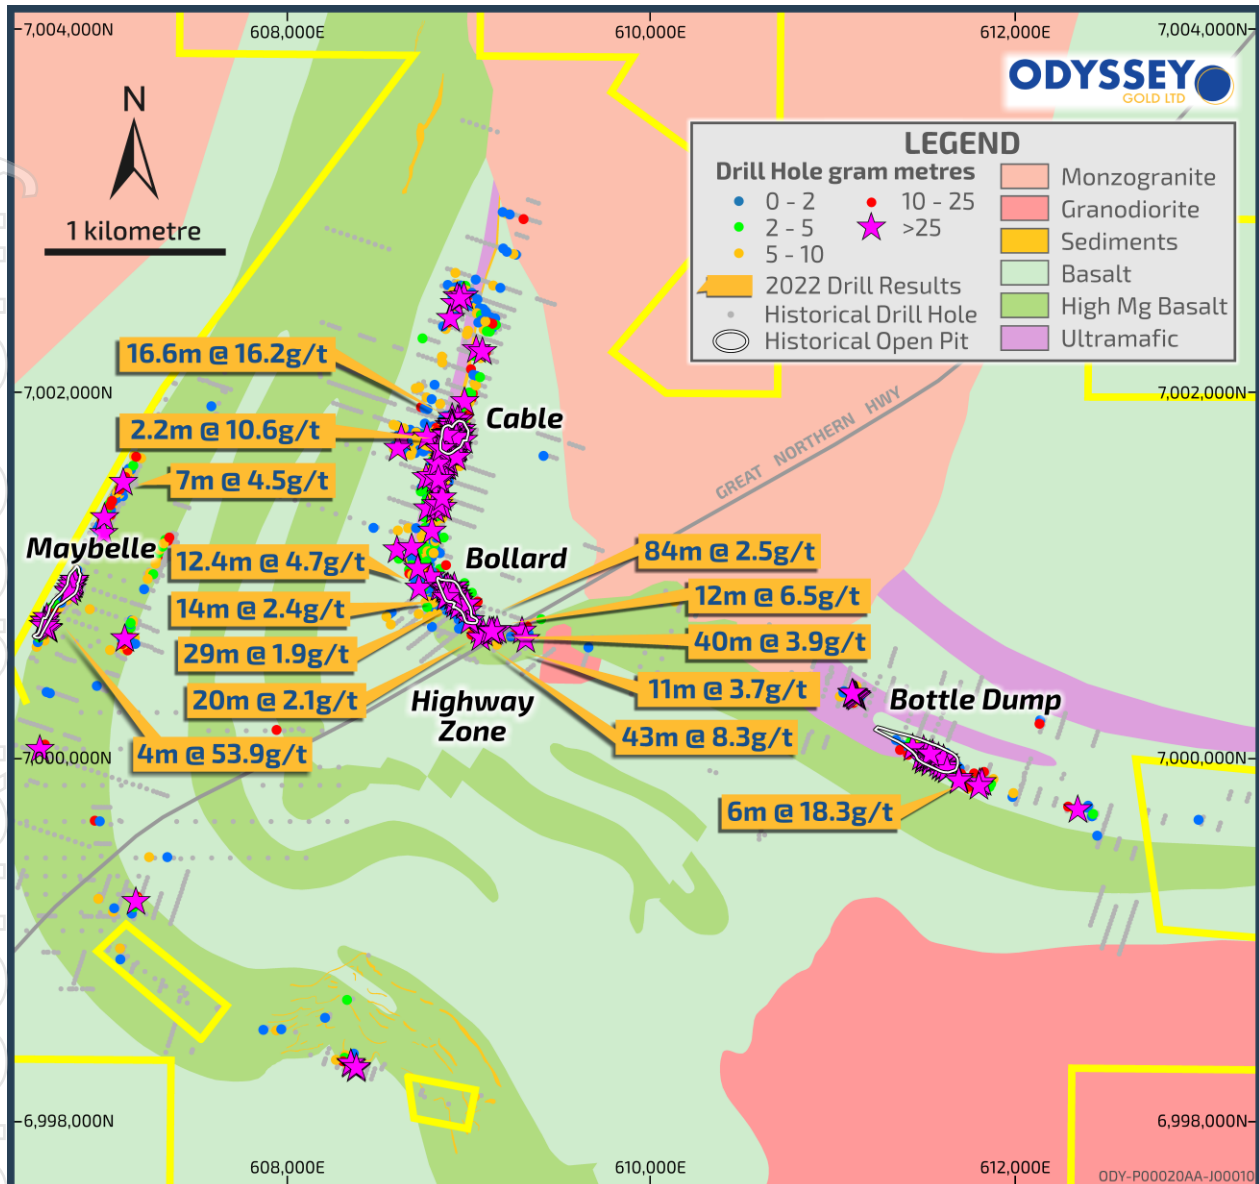 7,004,000N
608,000E
610,000E
612,000E
7,004,000N
ODYSSEY
GOLD LTD
N
1 kilometre
LEGEND
Drill Hole gram metres
0 - 2
2 - 5
5 - 10
10 - 25
>25
2022 Drill Results
Historical Drill Hole
Historical Open Pit
Monzogranite
Granodiorite
Sediments
Basalt
High Mg Basalt
Ultramafic
16.6m @ 16.2g/t
7,002,000N
7,002,000N
Cable
2.2m @ 10.6g/t
GREAT NORTHERN HWY
7m @ 4.5g/t
Maybelle
Bollard
84m @ 2.5g/t
12.4m @ 4.7g/t
12m @ 6.5g/t
14m @ 2.4g/t
40m @ 3.9g/t
29m @ 1.9g/t
11m @ 3.7g/t
20m @ 2.1g/t
Highway
Zone
Bottle Dump
43m @ 8.3g/t
4m @ 53.9g/t
7,000,000N
7,000,000N
6m @ 18.3g/t
6,998,000N
6,998,000N
608,000E
610,000E
612,000E
ODY-P00020AA-J00010